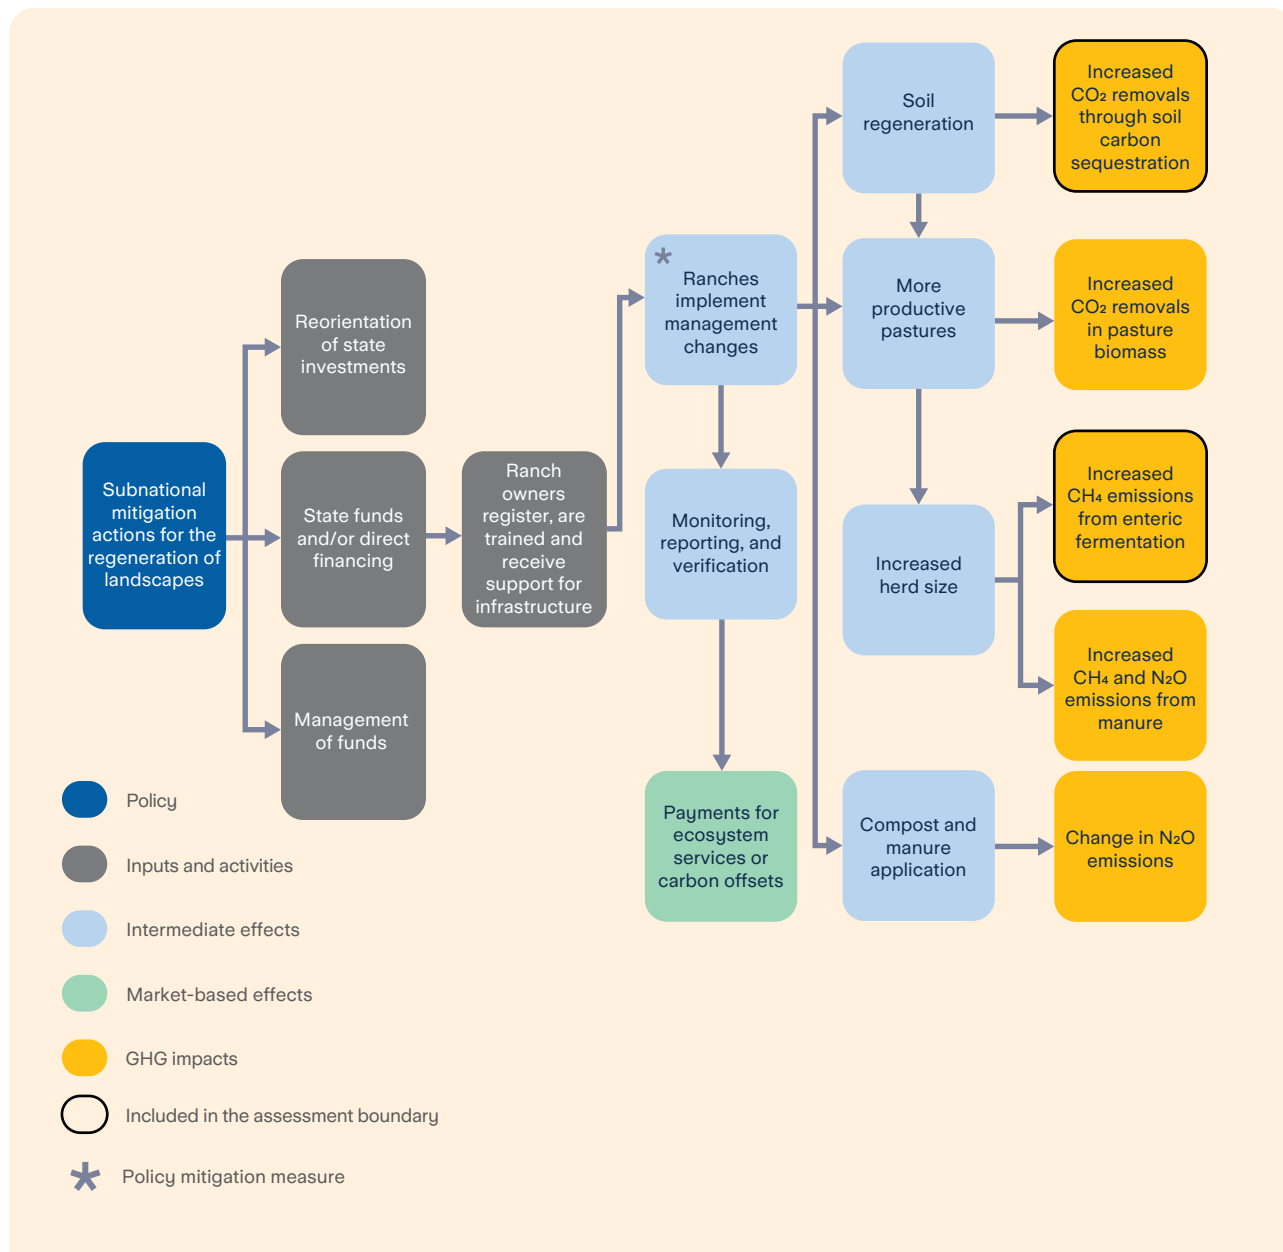 Subnational
mitigation
actions for the
regeneration of
landscapes
Reorientation
of state
investments
State funds
and/or direct
financing
Management
of funds
Ranch
owners
register, are
trained and
receive
support for
infrastructure
*
Ranches
implement
management
changes
Monitoring,
reporting, and
verification
Payments for
ecosystem
services or
carbon offsets
Soil
regeneration
More
productive
pastures
Increased
herd size
Compost and
manure
application
Increased
CO₂ removals
through soil
carbon
sequestration
Increased
CO₂ removals
in pasture
biomass
Increased
CH₄ emissions
from enteric
fermentation
Increased
CH₄ and N₂O
emissions from
manure
Change in N₂O
emissions
Policy
Inputs and activities
Intermediate effects
Market-based effects
GHG impacts
Included in the assessment boundary
* Policy mitigation measure